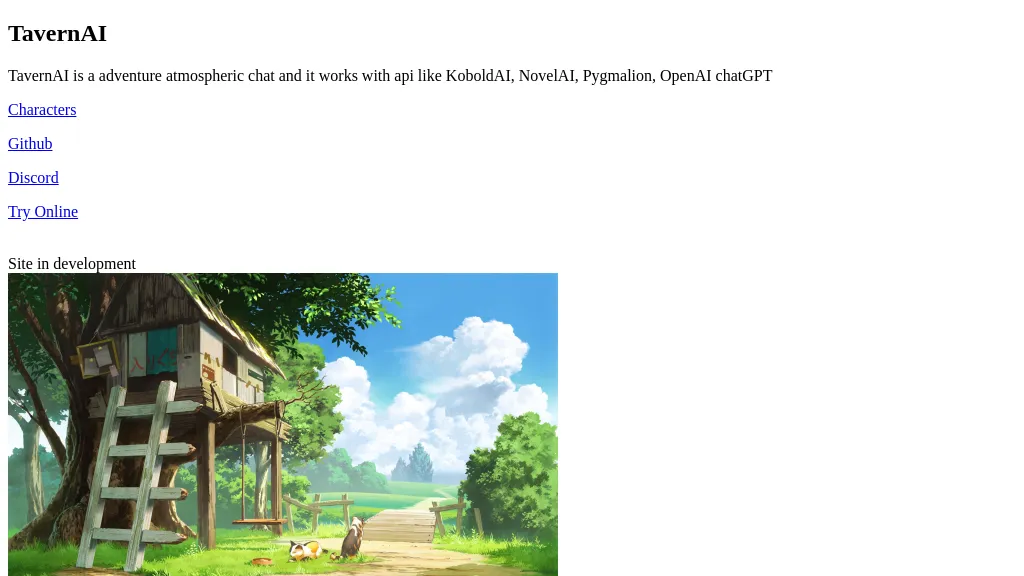 TavernAI
TavernAI is a adventure atmospheric chat and it works with api like KoboldAI, NovelAI, Pygmalion, OpenAI chatGPT
Characters
Github
Discord
Try Online
Site in development